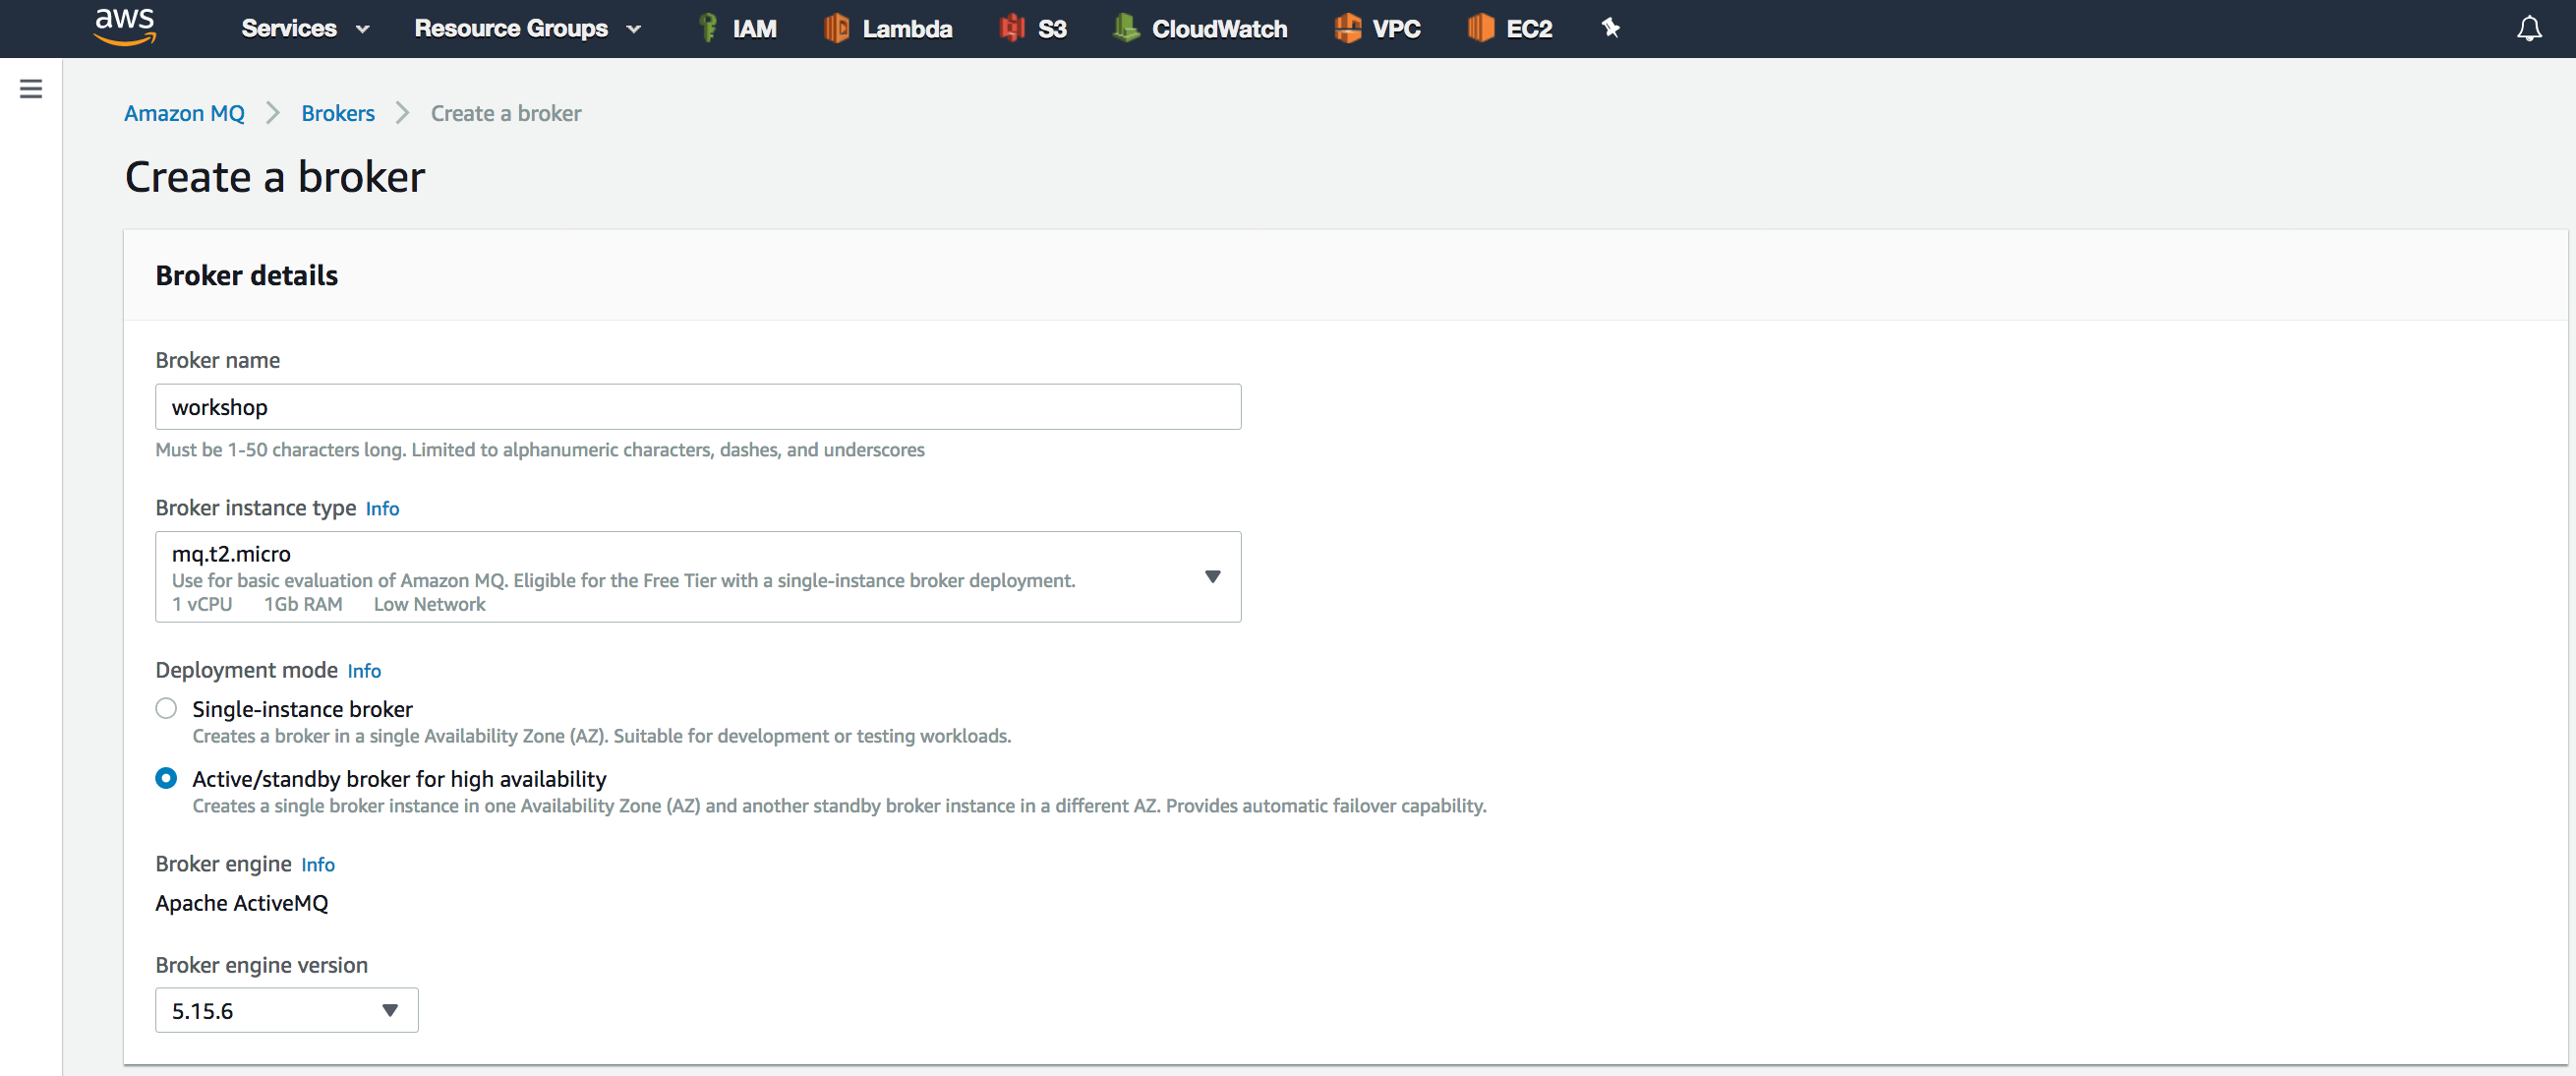 aws Services Resource Groups IAM Lambda S3 CloudWatch VPC EC2
Amazon MQ Brokers Create a broker
Create a broker
Broker details
Broker name
workshop
Must be 1-50 characters long. Limited to alphanumeric characters, dashes, and underscores
Broker instance type Info
mq.t2.micro
Use for basic evaluation of Amazon MQ. Eligible for the Free Tier with a single-instance broker deployment.
1 vCPU 1Gb RAM Low Network
Deployment mode Info
Single-instance broker
Creates a broker in a single Availability Zone (AZ). Suitable for development or testing workloads.
Active/standby broker for high availability
Creates a single broker instance in one Availability Zone (AZ) and another standby broker instance in a different AZ. Provides automatic failover capability.
Broker engine Info
Apache ActiveMQ
Broker engine version
5.15.6